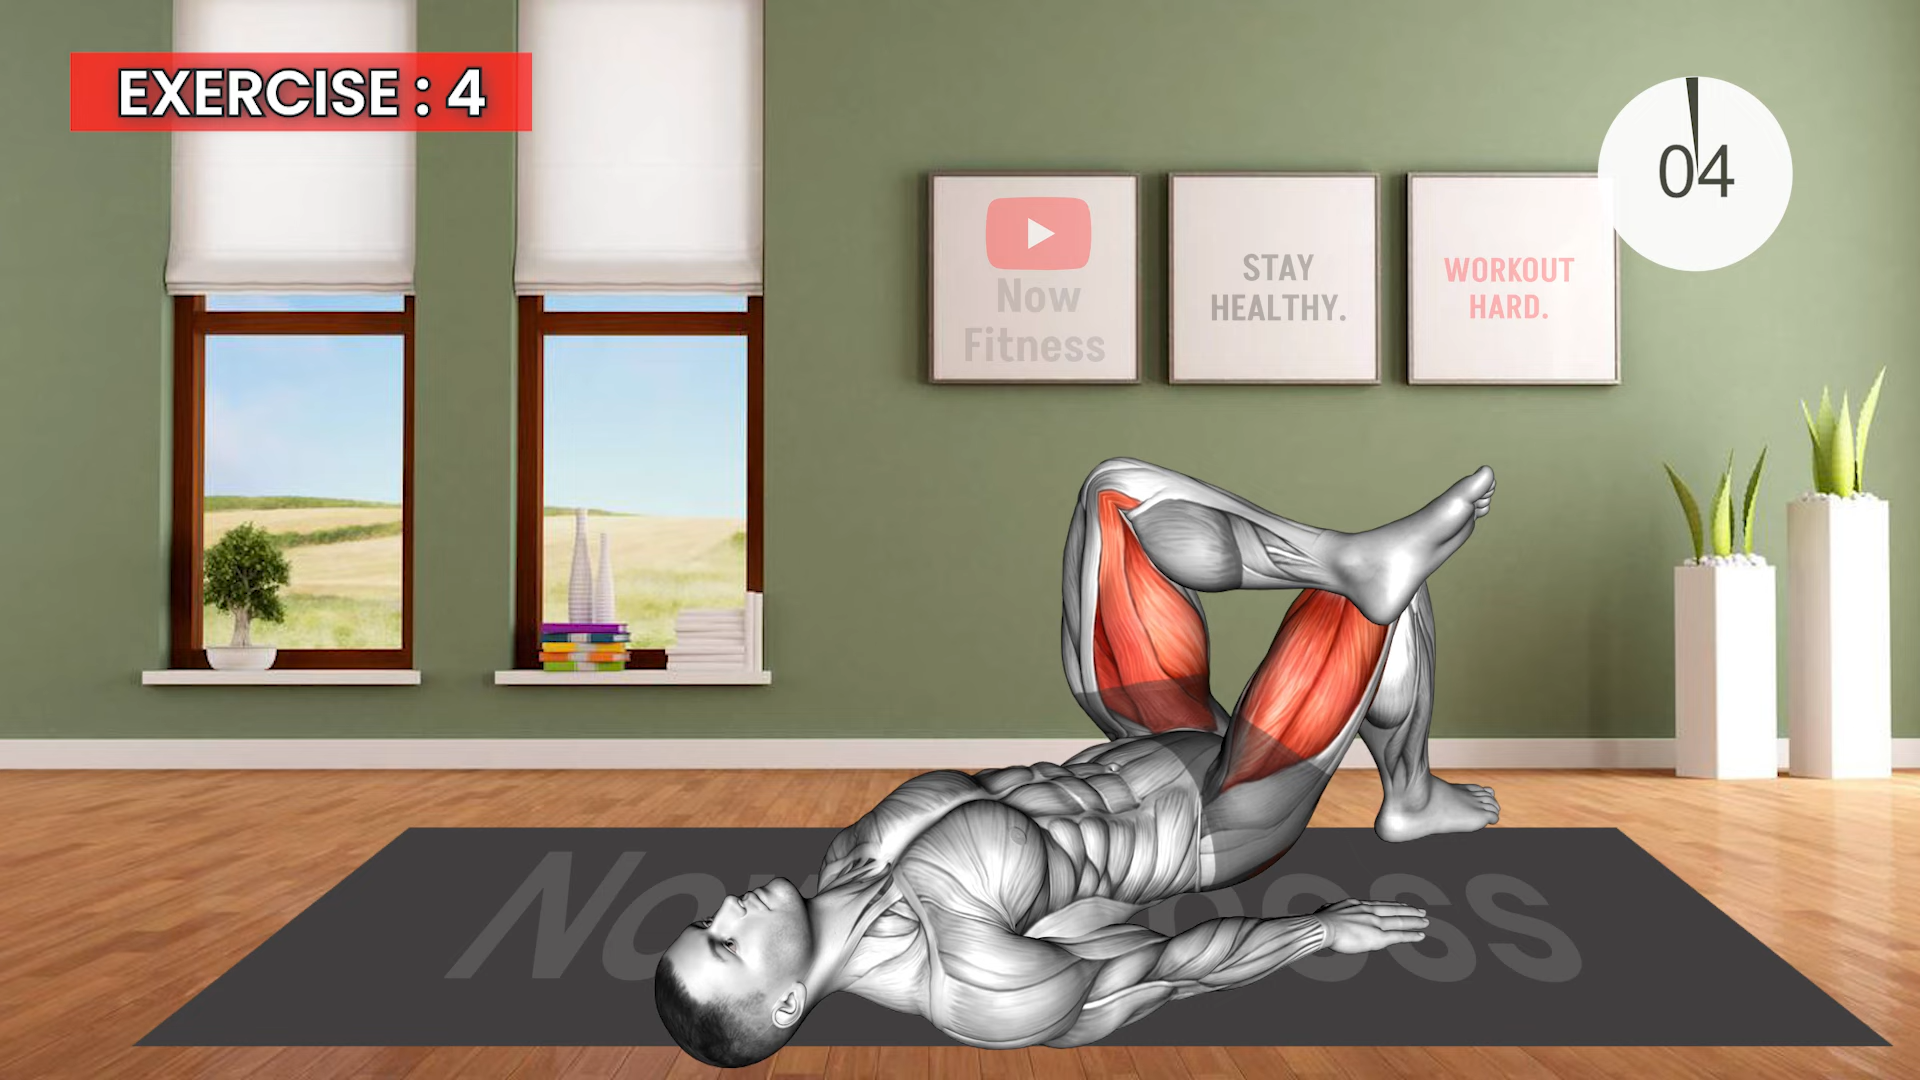 EXERCISE : 4
04
Now
Fitness
STAY
HEALTHY.
WORKOUT
HARD.